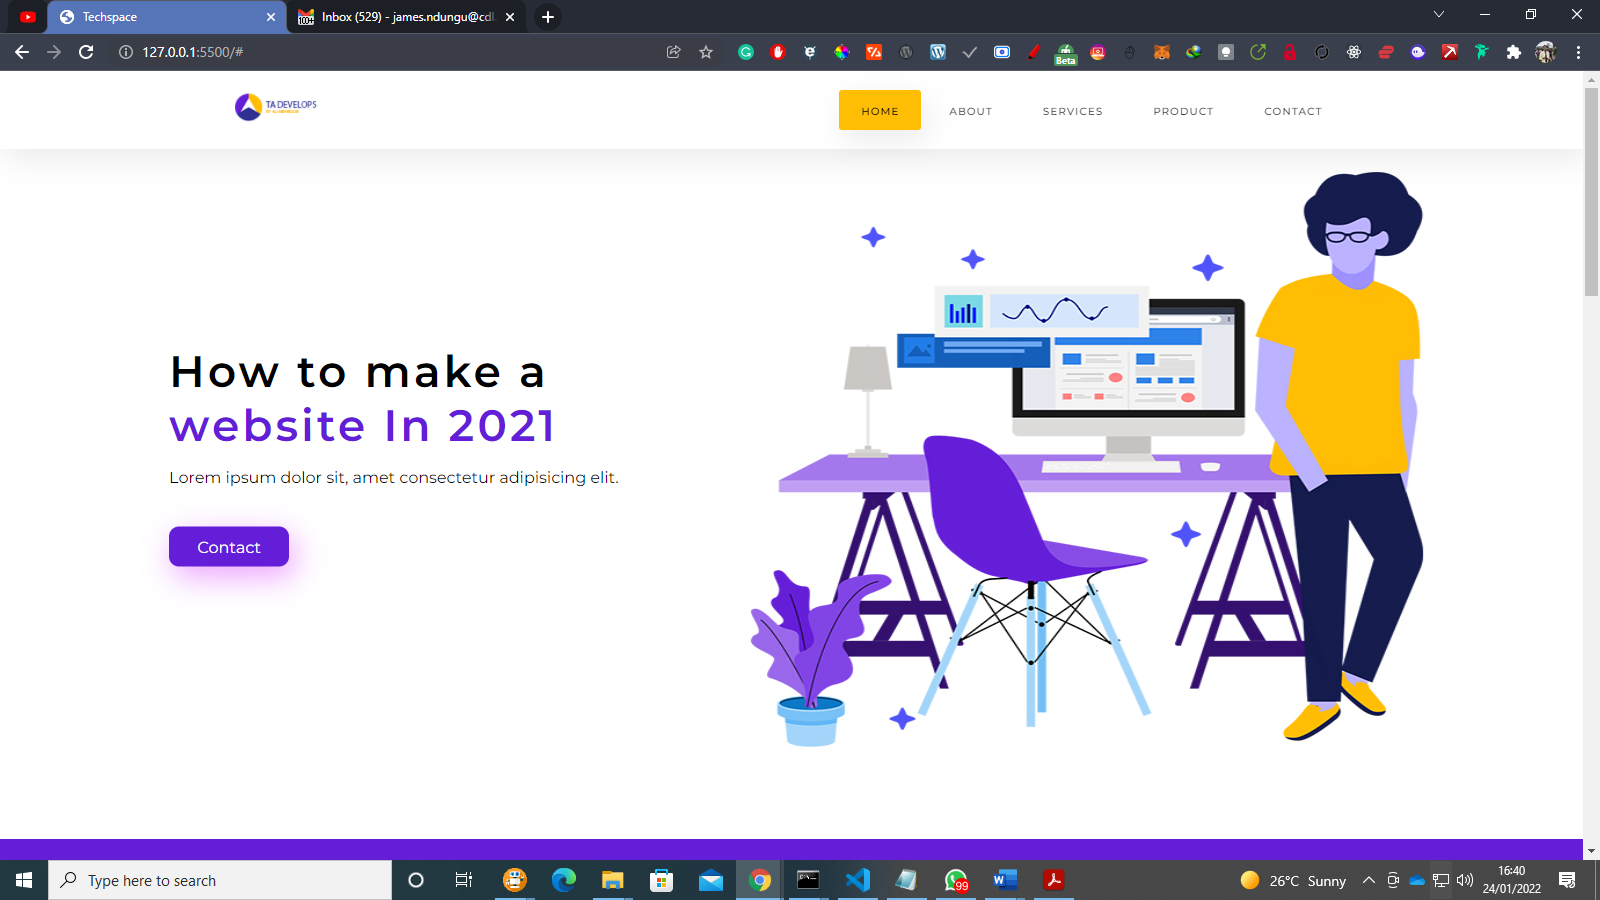 Techspace
Inbox (529) - james.ndungu@cdl
127.0.0.1:5500/#
Beta
TA DEVELOPS
HOME
ABOUT
SERVICES
PRODUCT
CONTACT
How to make a
website In 2021
Lorem ipsum dolor sit, amet consectetur adipisicing elit.
Contact
Type here to search
99
26°C Sunny
16:40
24/01/2022